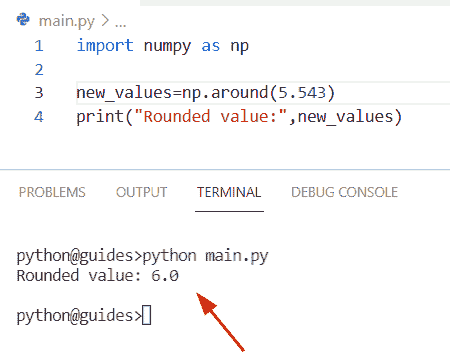 main.py > ...
1 import numpy as np
2
3 new_values=np.around(5.543)
4 print("Rounded value:",new_values)
PROBLEMS OUTPUT TERMINAL DEBUG CONSOLE
python@guides>python main.py
Rounded value: 6.0
python@guides>